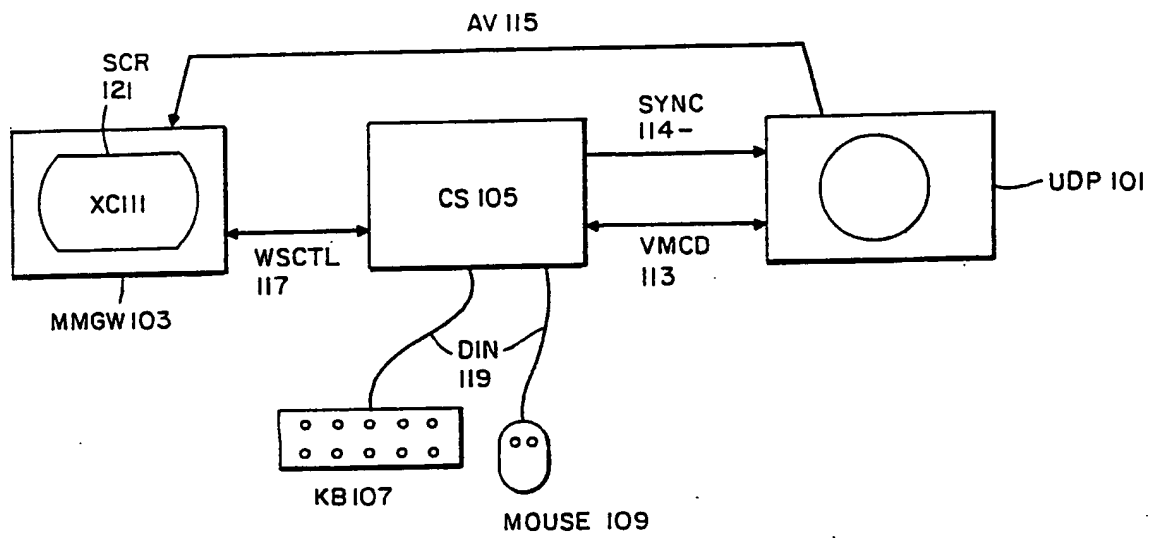 AV 115
SCR
121
SYNC
114-
XC111
CS 105
UDP 101
WSCTL
117
VMCD
113
MMGW 103
DIN
119
KB 107
MOUSE 109